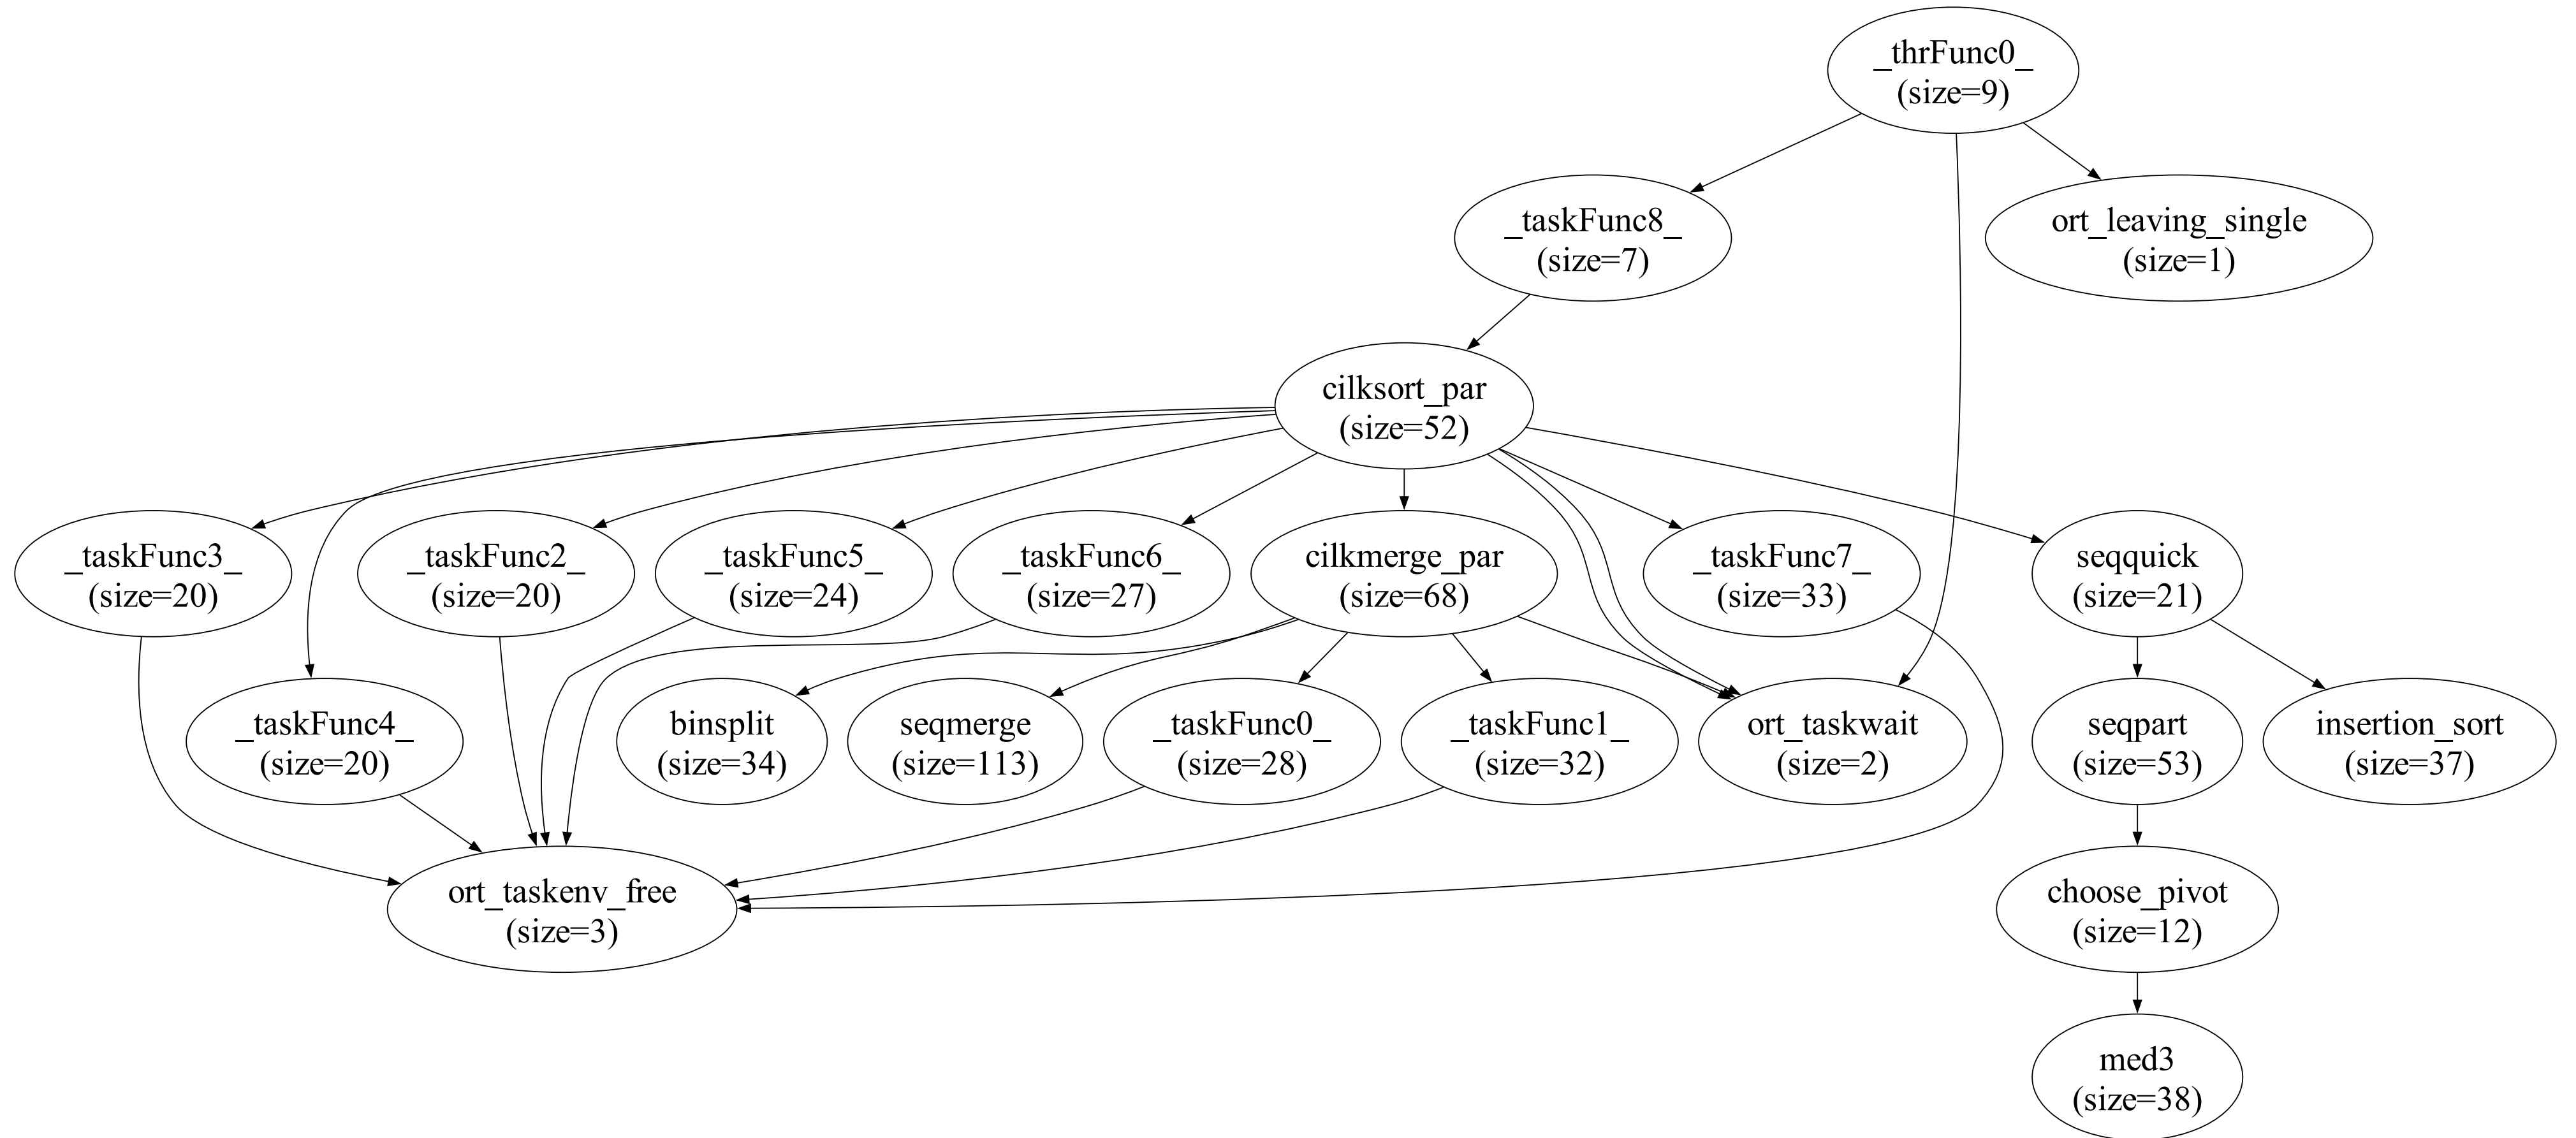 _thrFunc0_
(size=9)
_taskFunc8_
(size=7)
ort_leaving_single
(size=1)
cilksort_par
(size=52)
_taskFunc3_
(size=20)
_taskFunc2_
(size=20)
_taskFunc5_
(size=24)
_taskFunc6_
(size=27)
cilkmerge_par
(size=68)
_taskFunc7_
(size=33)
seqquick
(size=21)
_taskFunc4_
(size=20)
binsplit
(size=34)
seqmerge
(size=113)
_taskFunc0_
(size=28)
_taskFunc1_
(size=32)
ort_taskwait
(size=2)
seqpart
(size=53)
insertion_sort
(size=37)
ort_taskenv_free
(size=3)
choose_pivot
(size=12)
med3
(size=38)